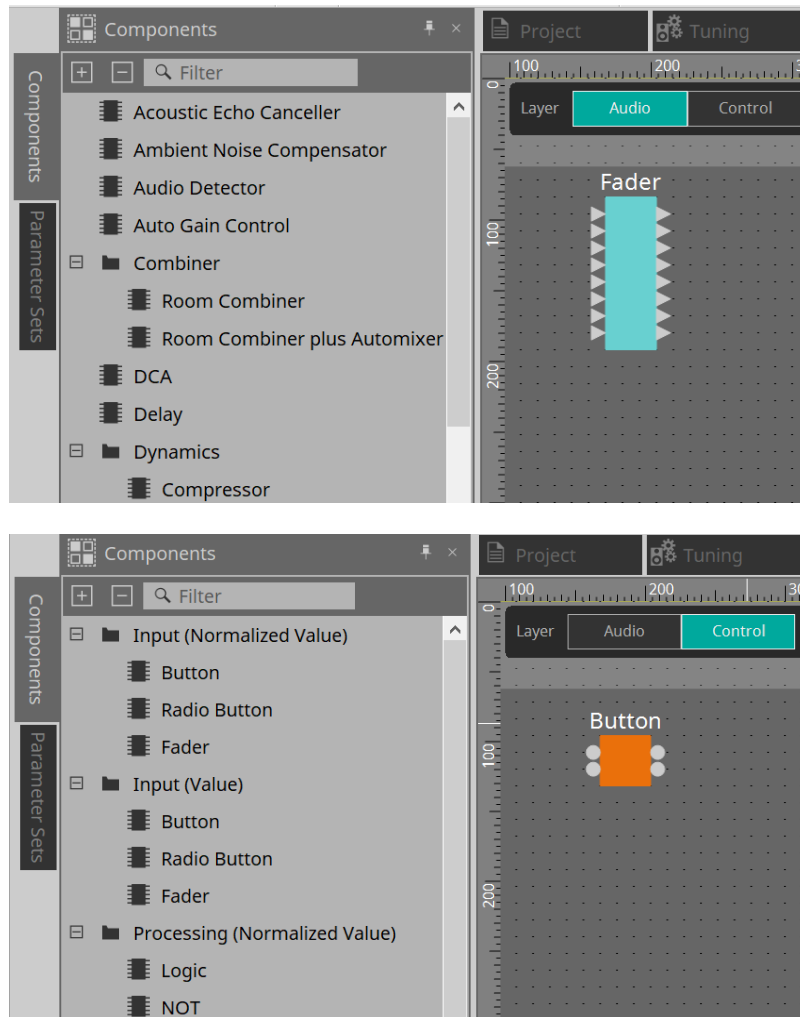 Components
Project
Tuning
Filter
100
200
3
0
Layer
Audio
Control
Components
Parameter Sets
Acoustic Echo Canceller
Ambient Noise Compensator
Audio Detector
Auto Gain Control
Combiner
Room Combiner
Room Combiner plus Automixer
DCA
Delay
Dynamics
Compressor
Fader
100
200
Components
Project
Tuning
Filter
100
200
30
0
Layer
Audio
Control
Components
Parameter Sets
Input (Normalized Value)
Button
Radio Button
Fader
Input (Value)
Button
Radio Button
Fader
Processing (Normalized Value)
Logic
NOT
Button
100
200